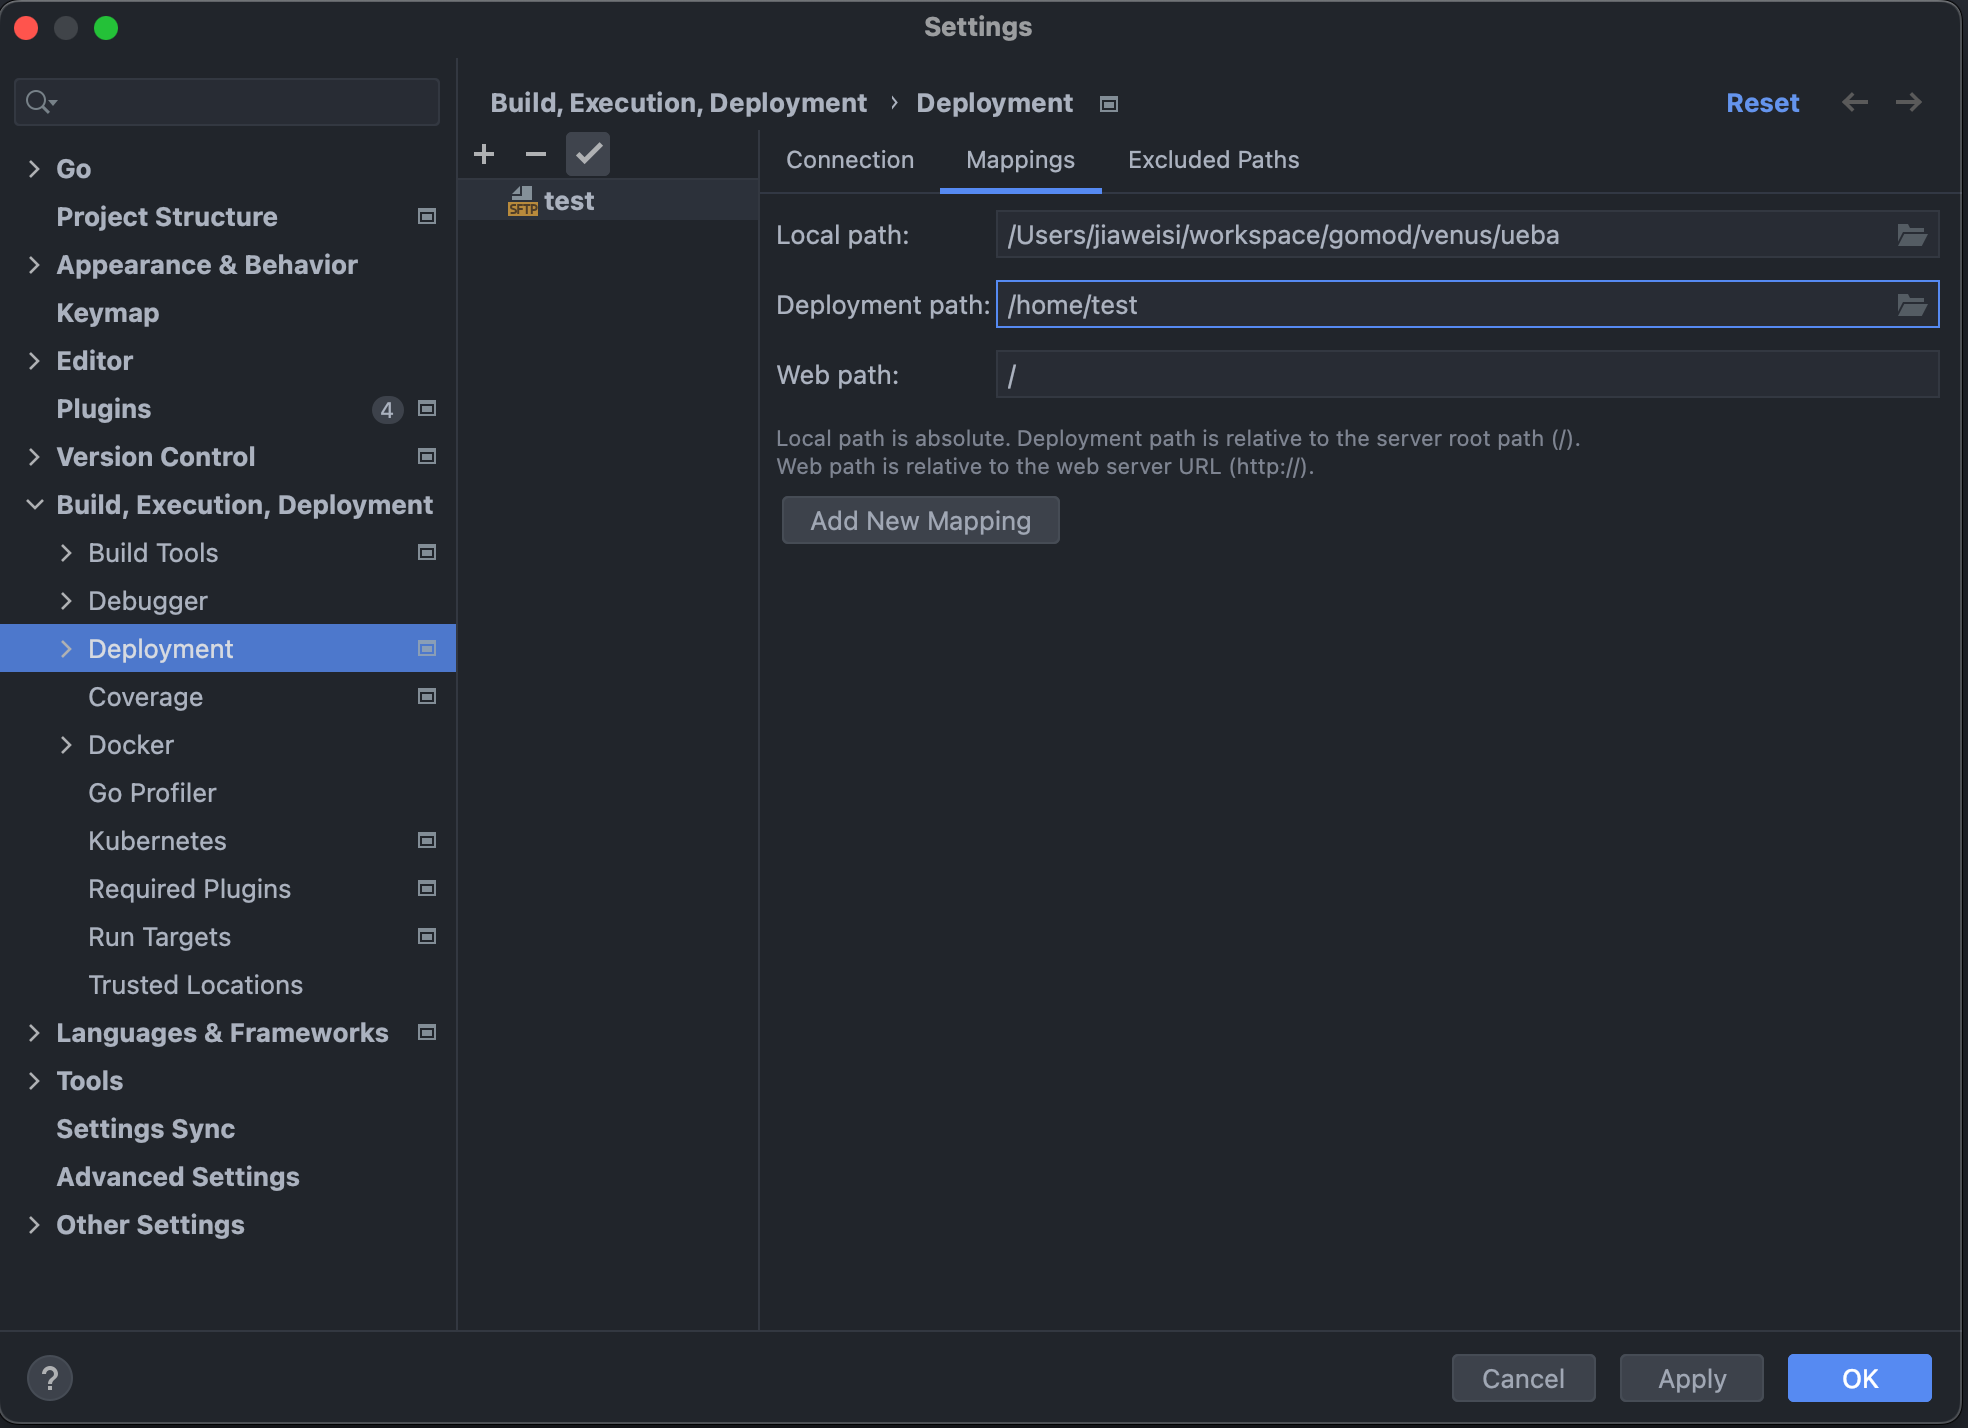 Settings
Go
Project Structure
Appearance & Behavior
Keymap
Editor
Plugins 4
Version Control
Build, Execution, Deployment
Build Tools
Debugger
Deployment
Coverage
Docker
Go Profiler
Kubernetes
Required Plugins
Run Targets
Trusted Locations
Languages & Frameworks
Tools
Settings Sync
Advanced Settings
Other Settings
Build, Execution, Deployment › Deployment
Reset
SFTP test
Connection Mappings Excluded Paths
Local path: /Users/jiaweisi/workspace/gomod/venus/ueba
Deployment path: /home/test
Web path: /
Local path is absolute. Deployment path is relative to the server root path (/).
Web path is relative to the web server URL (http://).
Add New Mapping
? Cancel Apply OK